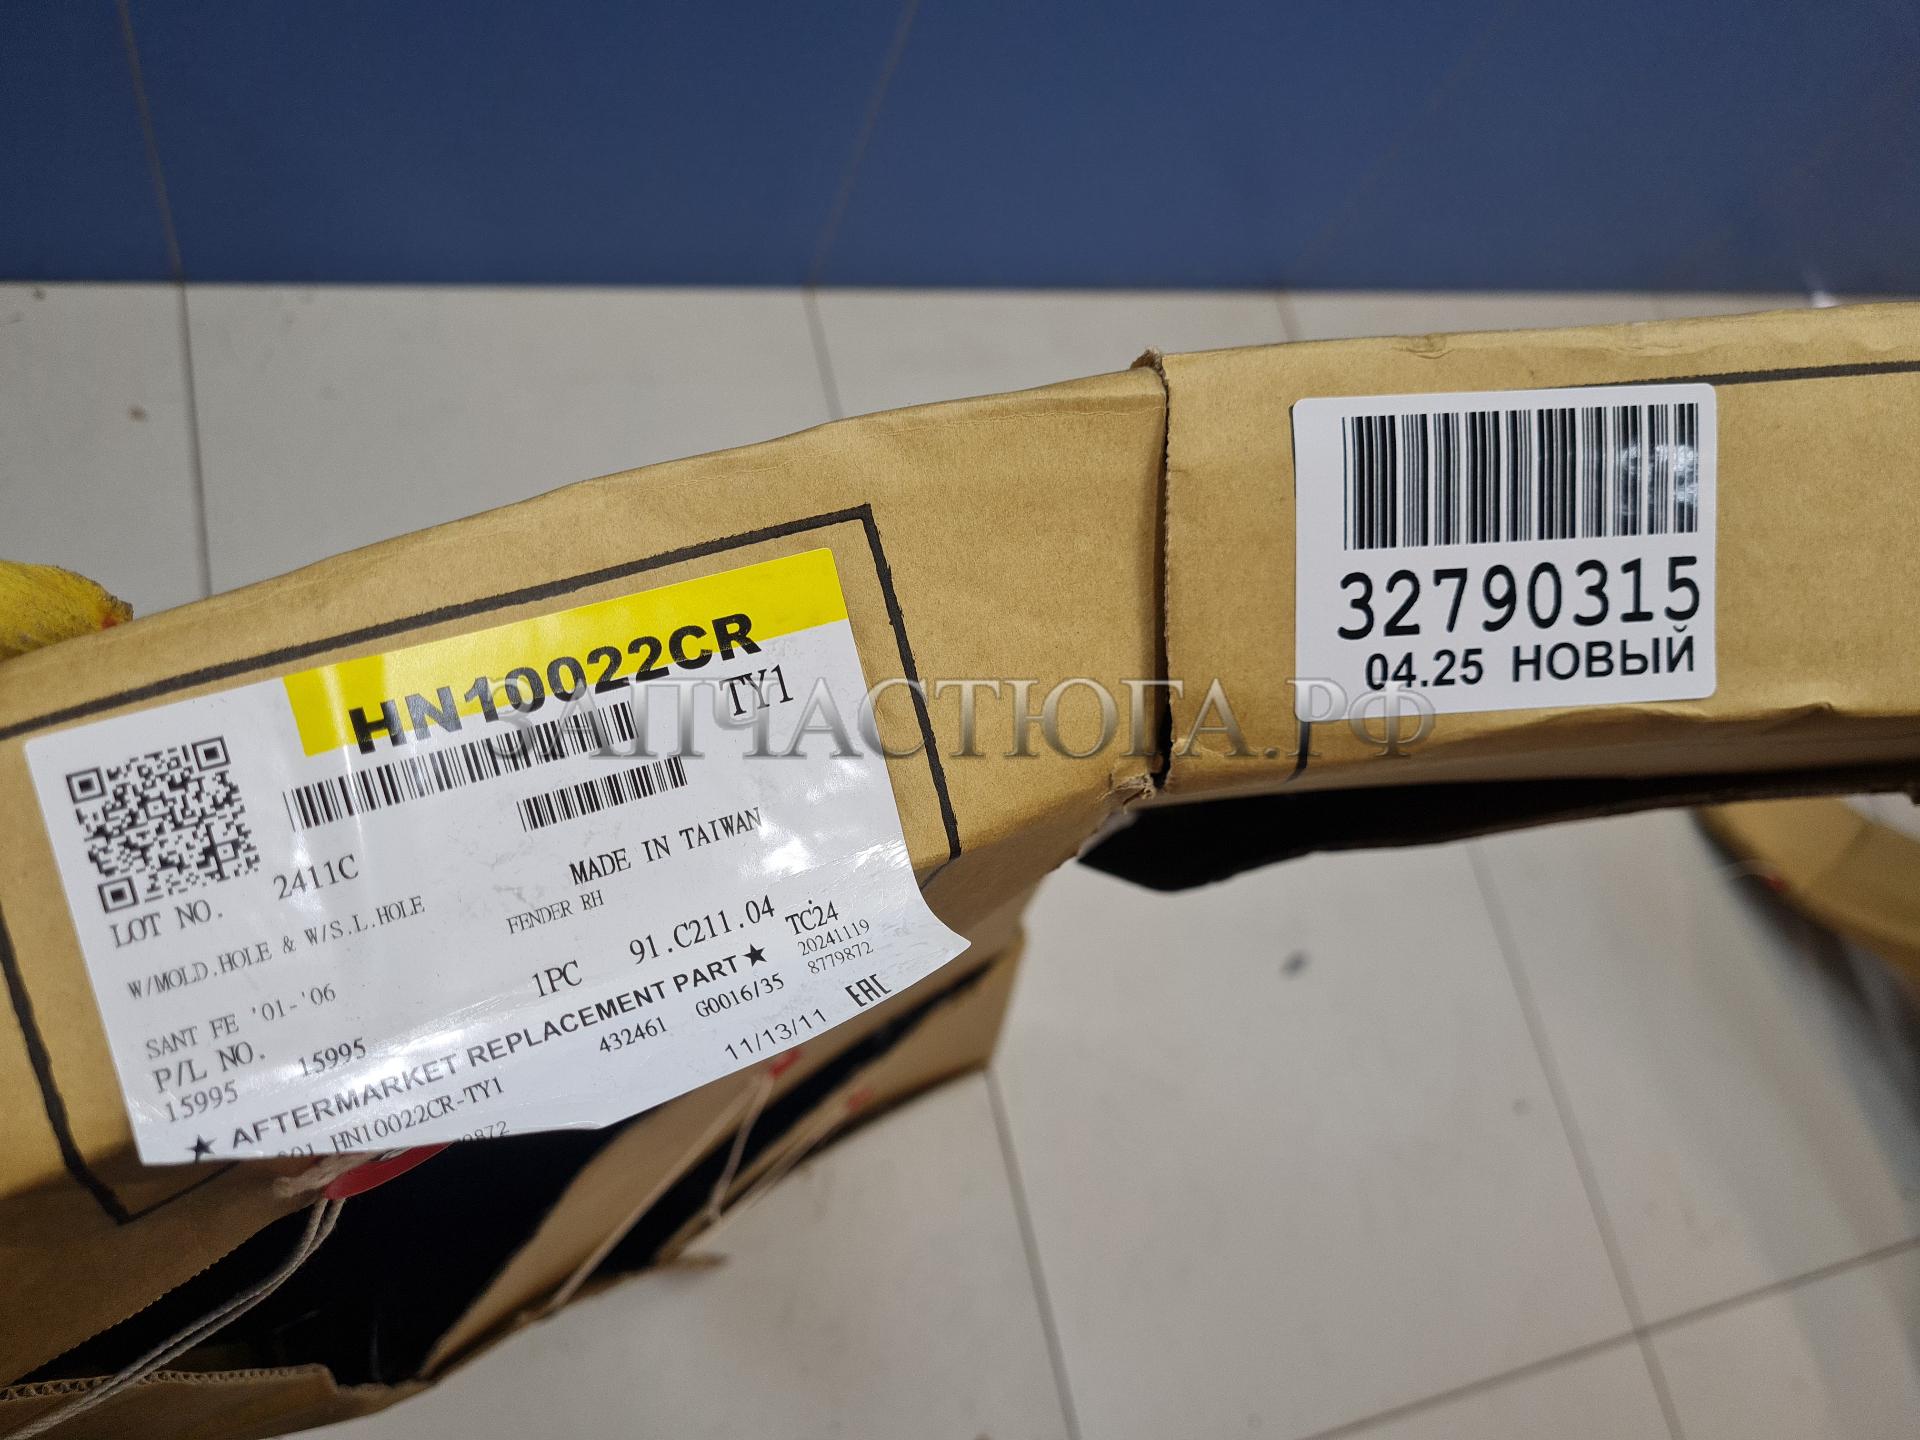 HN10022CR
TY1
LOT NO. 2411C
MADE IN TAIWAN
W/MOLD.HOLE & W/S.L.HOLE FENDER RH
SANT FE '01-'06 1PC 91.C211.04 TC24
P/L NO. 15995 20241119
15995 432461 G0016/35 8779872
★ AFTERMARKET REPLACEMENT PART ★
HN10022CR-TY1 11/13/11 EAC
32790315
04.25 НОВЫЙ
ЗАПЧАСТЮГА.РФ